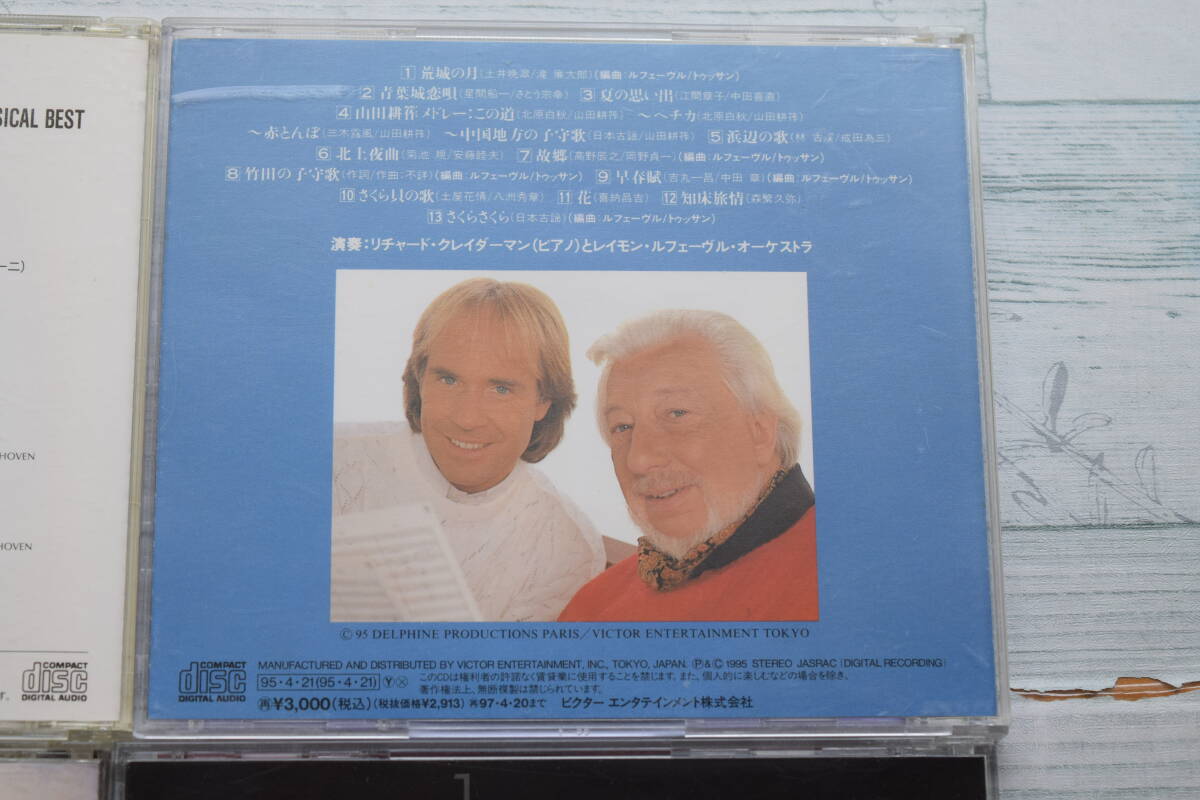 SICAL BEST
ーニ)
HOVEN
HOVEN
COMPACT
disc
DIGITAL AUDIO
1 荒城の月(土井晩翠/滝 廉太郎)(編曲:ルフェーヴル/トゥッサン)
2 青葉城恋唄(星間船一/さとう宗幸) 3 夏の思い出(江間章子/中田喜直)
4 山田耕筰 メドレー:この道(北原白秋/山田耕筰) 〜ペチカ(北原白秋/山田耕筰)
〜赤とんぼ(三木露風/山田耕筰) 〜中国地方の子守歌(日本古謡/山田耕筰) 5 浜辺の歌(林 古渓/成田為三)
6 北上夜曲(菊池 規/安藤睦夫) 7 故郷(高野辰之/岡野貞一)(編曲:ルフェーヴル/トゥッサン)
8 竹田の子守歌(作詞/作曲:不詳)(編曲:ルフェーヴル/トゥッサン) 9 早春賦(吉丸一昌/中田 章)(編曲:ルフェーヴル/トゥッサン)
10 さくら貝の歌(土屋花情/八洲秀章) 11 花(喜納昌吉) 12 知床旅情(森繁久弥)
13 さくらさくら(日本古謡)(編曲:ルフェーヴル/トゥッサン)
演奏:リチャード・クレイダーマン(ピアノ)とレイモン・ルフェーヴル・オーケストラ
© 95 DELPHINE PRODUCTIONS PARIS/VICTOR ENTERTAINMENT TOKYO
COMPACT
disc
DIGITAL AUDIO
MANUFACTURED AND DISTRIBUTED BY VICTOR ENTERTAINMENT, INC., TOKYO, JAPAN. ℗&© 1995 STEREO JASRAC (DIGITAL RECORDING)
95・4・21(95・4・21) Y X このCDは権利者の許諾なく賃貸業に使用することを禁じます。また、個人的に楽しむなどの場合を除き、
著作権法上、無断複製は禁じられています。
再¥3,000(税込)(税抜価格¥2,913) 再97・4・20まで ビクター エンタテインメント株式会社
1